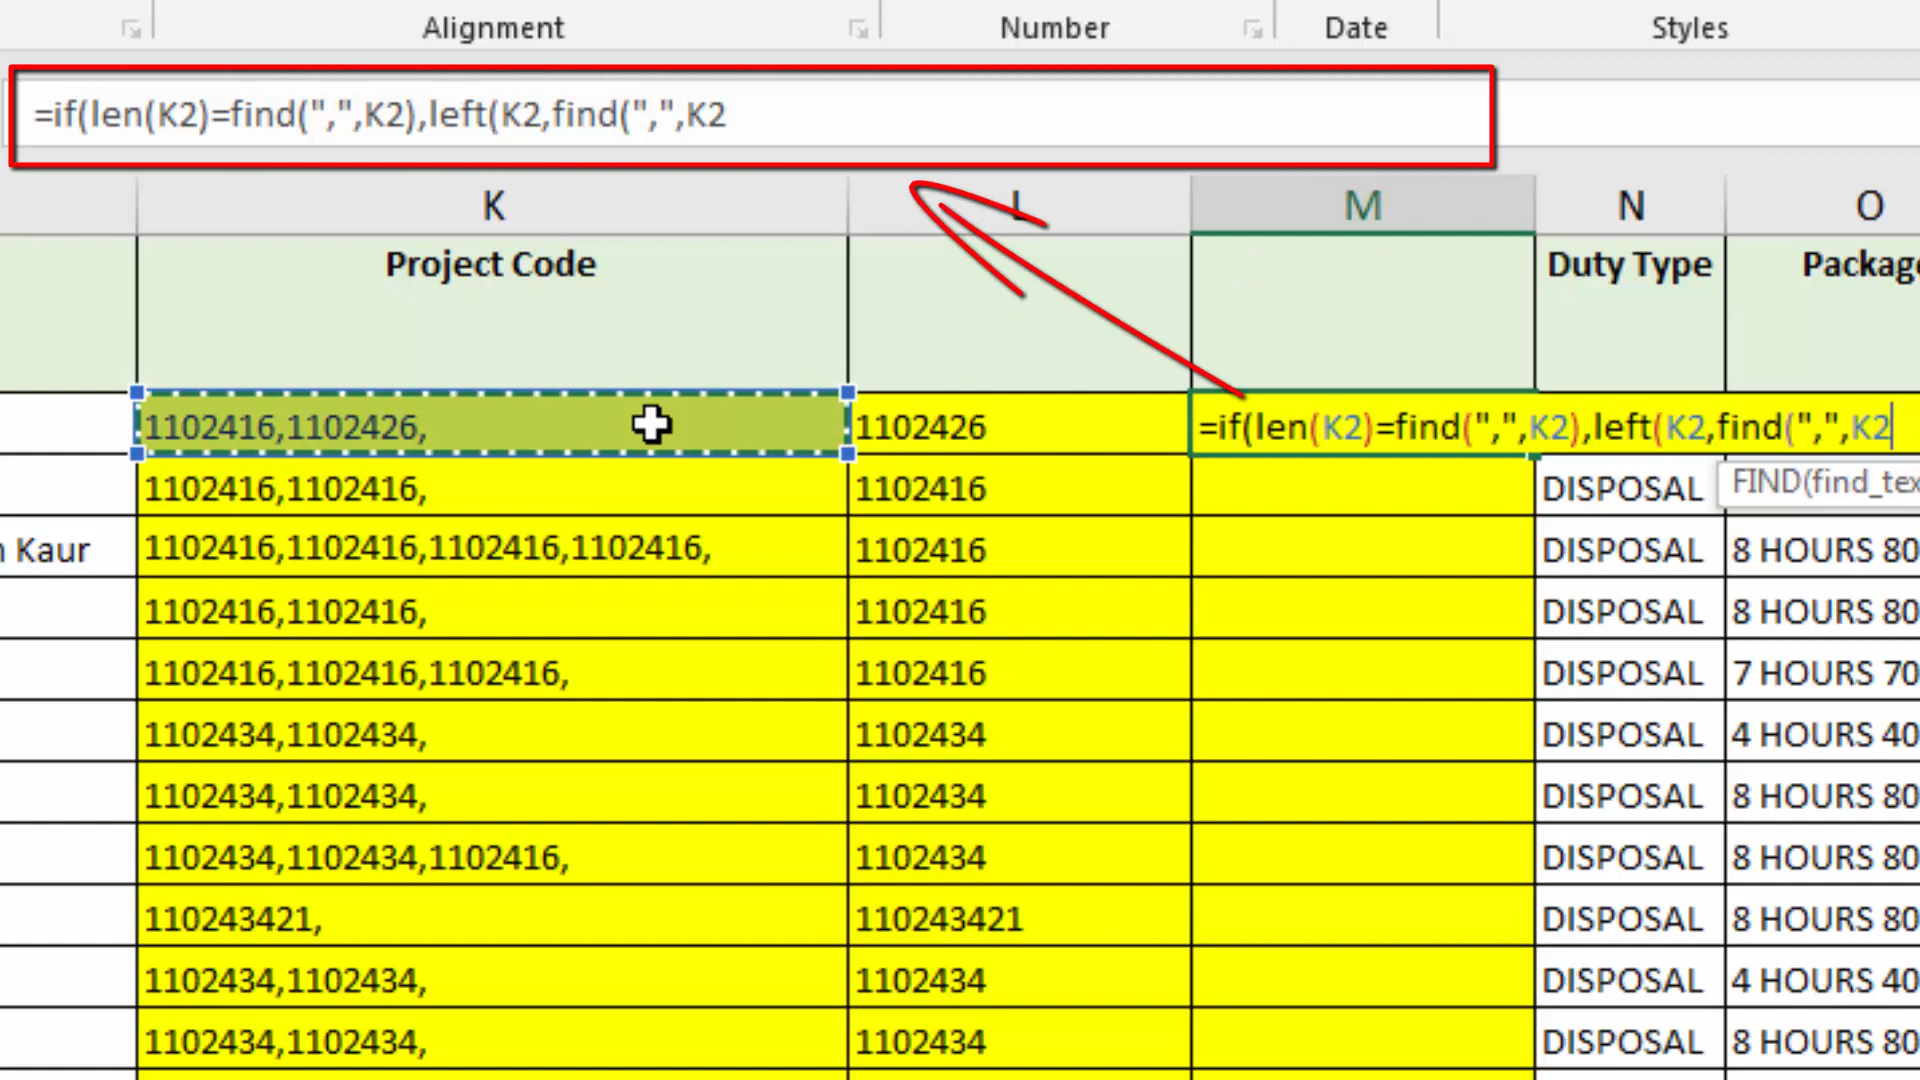 Alignment Number Date Styles
=if(len(K2)=find(",",K2),left(K2,find(",",K2
K L M N O
Project Code Duty Type Package
1102416,1102426, 1102426 =if(len(K2)=find(",",K2),left(K2,find(",",K2
1102416,1102416, 1102416 DISPOSAL FIND(find_tex
n Kaur 1102416,1102416,1102416,1102416, 1102416 DISPOSAL 8 HOURS 80
1102416,1102416, 1102416 DISPOSAL 8 HOURS 80
1102416,1102416,1102416, 1102416 DISPOSAL 7 HOURS 70
1102434,1102434, 1102434 DISPOSAL 4 HOURS 40
1102434,1102434, 1102434 DISPOSAL 8 HOURS 80
1102434,1102434,1102416, 1102434 DISPOSAL 8 HOURS 80
110243421, 110243421 DISPOSAL 8 HOURS 80
1102434,1102434, 1102434 DISPOSAL 4 HOURS 40
1102434,1102434, 1102434 DISPOSAL 8 HOURS 80